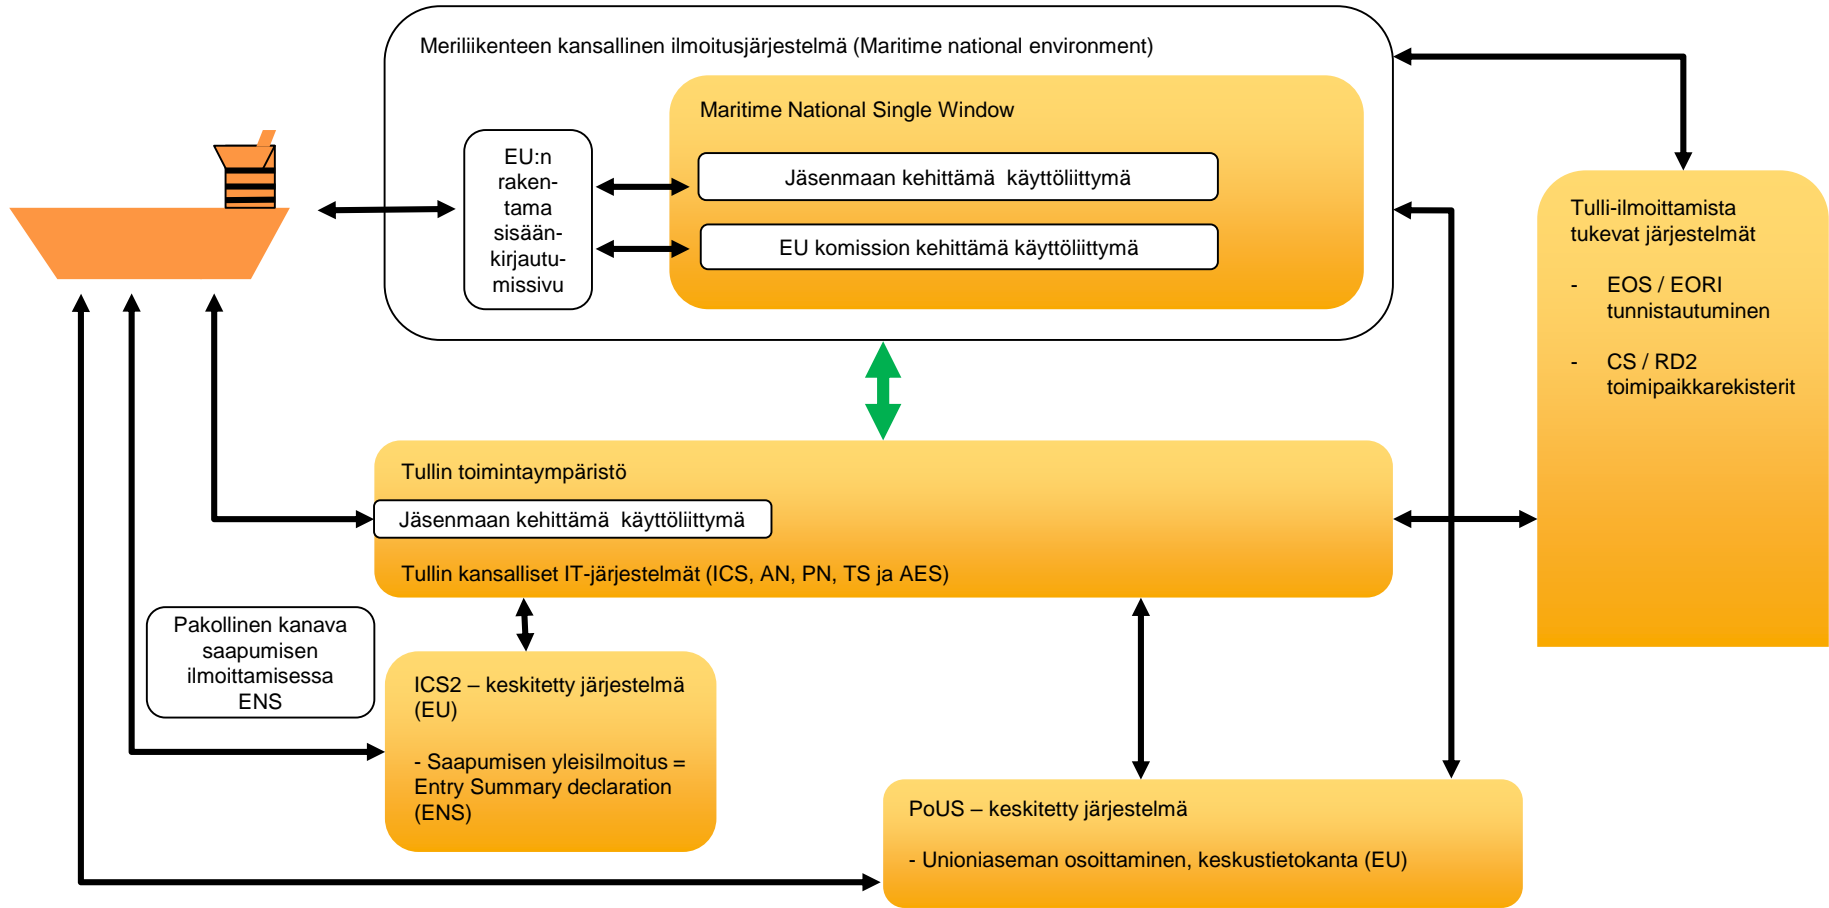 Meriliikenteen kansallinen ilmoitusjärjestelmä (Maritime national environment)
Maritime National Single Window
EU:n
raken-
tama
sisään-
kirjautu-
missivu
Jäsenmaan kehittämä käyttöliittymä
EU komission kehittämä käyttöliittymä
Tulli-ilmoittamista
tukevat järjestelmät
- EOS / EORI
tunnistautuminen
- CS / RD2
toimipaikkarekisterit
Tullin toimintaympäristö
Jäsenmaan kehittämä käyttöliittymä
Tullin kansalliset IT-järjestelmät (ICS, AN, PN, TS ja AES)
Pakollinen kanava
saapumisen
ilmoittamisessa
ENS
ICS2 – keskitetty järjestelmä
(EU)
- Saapumisen yleisilmoitus =
Entry Summary declaration
(ENS)
PoUS – keskitetty järjestelmä
- Unioniaseman osoittaminen, keskustietokanta (EU)